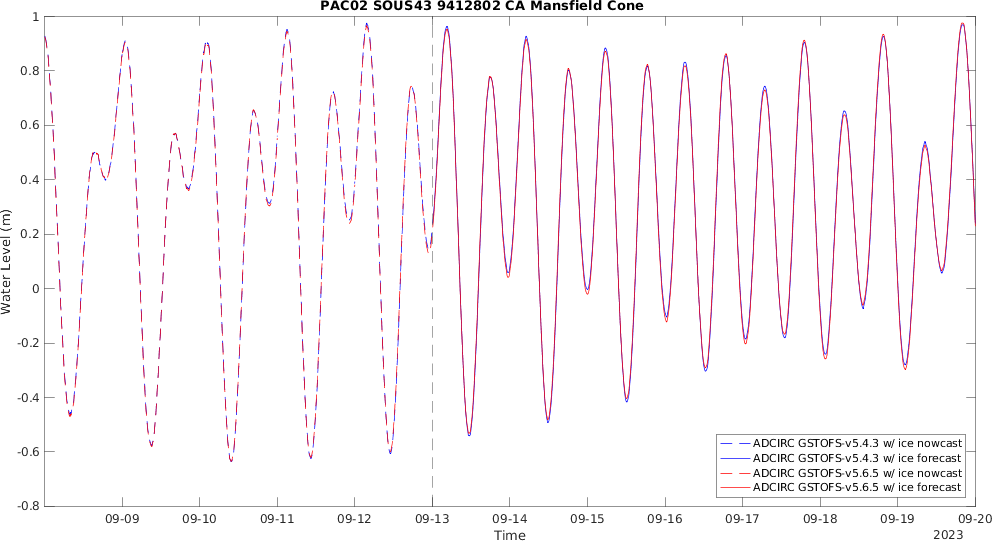 PAC02 SOUS43 9412802 CA Mansfield Cone
Water Level (m)
1
0.8
0.6
0.4
0.2
0
-0.2
-0.4
-0.6
-0.8
ADCIRC GSTOFS-v5.4.3 w/ ice nowcast
ADCIRC GSTOFS-v5.4.3 w/ ice forecast
ADCIRC GSTOFS-v5.6.5 w/ ice nowcast
ADCIRC GSTOFS-v5.6.5 w/ ice forecast
09-09 09-10 09-11 09-12 09-13 09-14 09-15 09-16 09-17 09-18 09-19 09-20
Time
2023